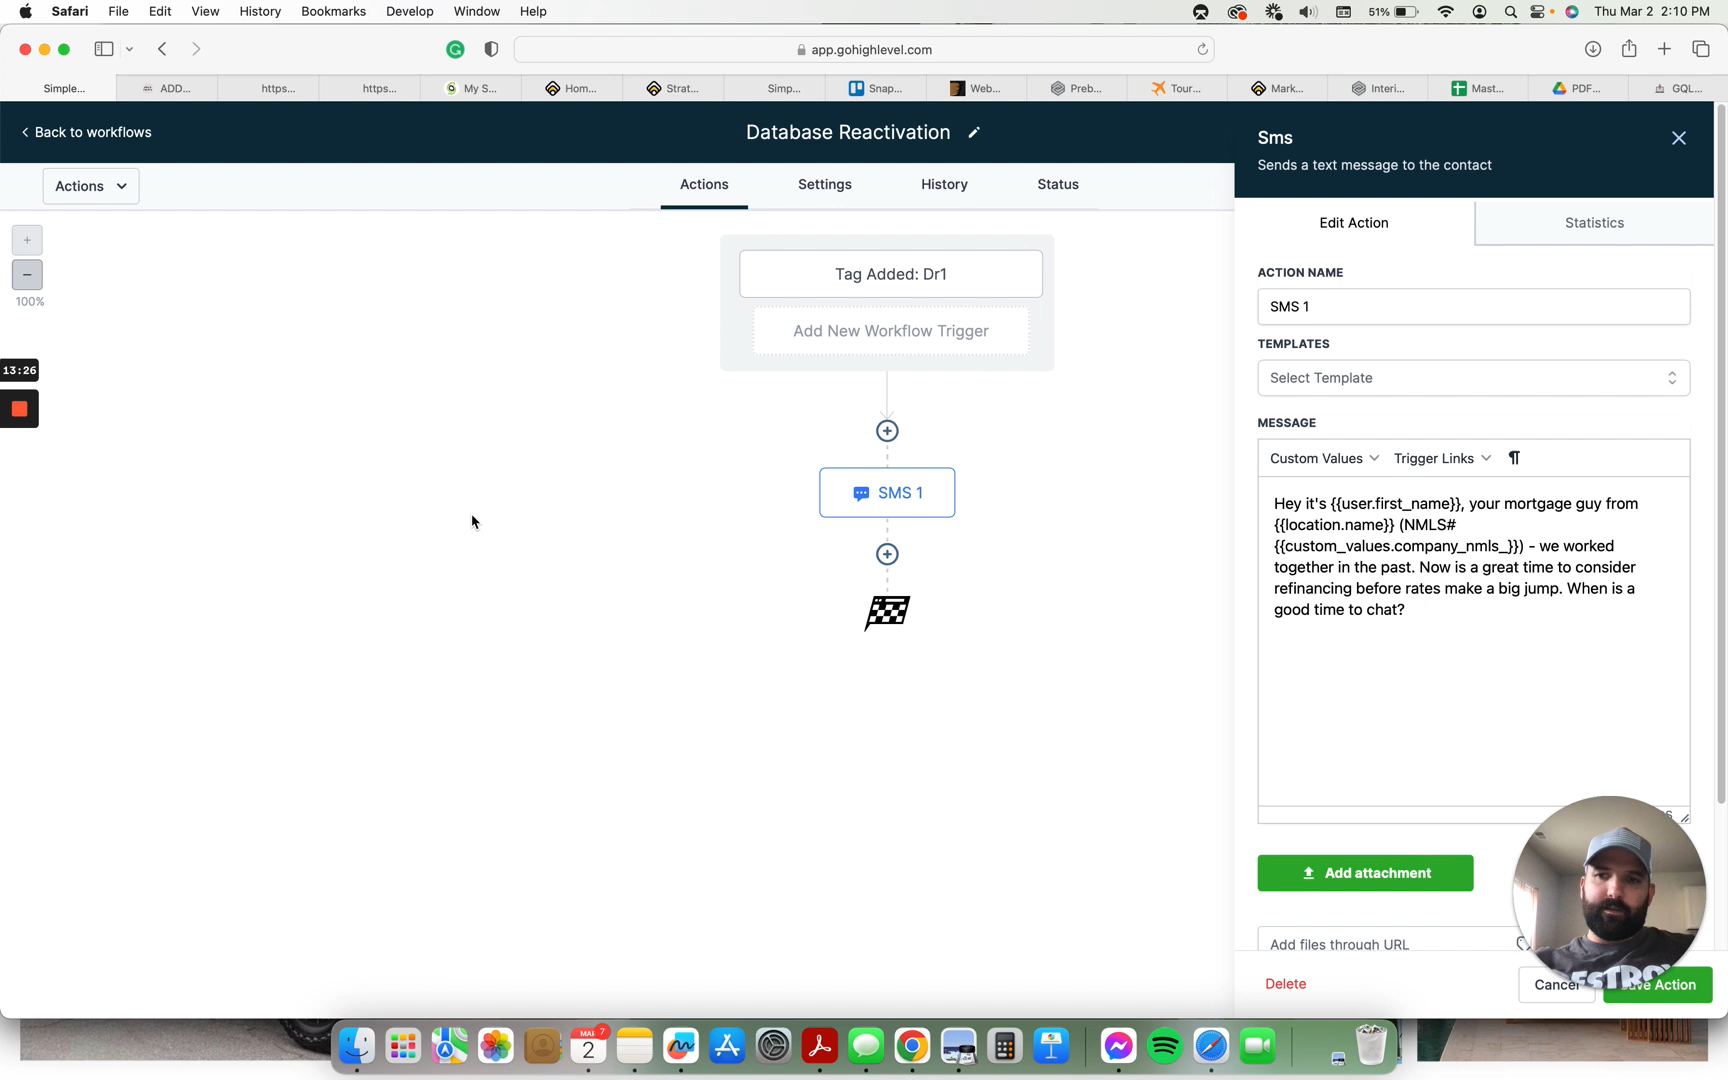 Safari File Edit View History Bookmarks Develop Window Help 51% Thu Mar 2 2:10 PM
app.gohighlevel.com
Simple... ADD... https... https... My S... Hom... Strat... Simp... Snap... Web... Preb... Tour... Mark... Interi... Mast... PDF... GQL...
Back to workflows
Database Reactivation
Actions
Actions Settings History Status
+
−
100%
13:26
Tag Added: Dr1
Add New Workflow Trigger
SMS 1
Sms
Sends a text message to the contact
Edit Action Statistics
ACTION NAME
SMS 1
TEMPLATES
Select Template
MESSAGE
Custom Values Trigger Links ¶
Hey it's {{user.first_name}}, your mortgage guy from
{{location.name}} (NMLS#
{{custom_values.company_nmls_}}) - we worked
together in the past. Now is a great time to consider
refinancing before rates make a big jump. When is a
good time to chat?
Add attachment
Add files through URL
Delete
Cancel
Action
MAR 7
2